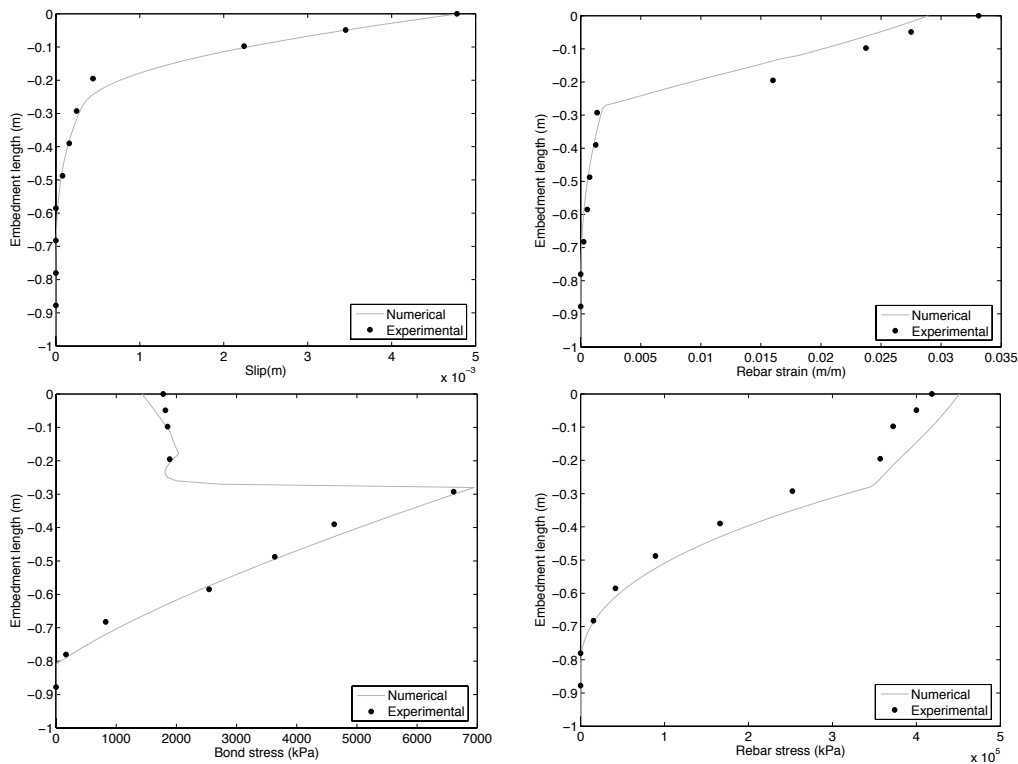 0
−0.1
−0.2
−0.3
−0.4
−0.5
−0.6
−0.7
−0.8
−0.9
−1
Embedment length (m)
0 1 2 3 4 5
Slip(m)
x 10⁻³
Numerical
Experimental
0
−0.1
−0.2
−0.3
−0.4
−0.5
−0.6
−0.7
−0.8
−0.9
−1
Embedment length (m)
0 0.005 0.01 0.015 0.02 0.025 0.03 0.035
Rebar strain (m/m)
Numerical
Experimental
0
−0.1
−0.2
−0.3
−0.4
−0.5
−0.6
−0.7
−0.8
−0.9
−1
Embedment length (m)
0 1000 2000 3000 4000 5000 6000 7000
Bond stress (kPa)
Numerical
Experimental
0
−0.1
−0.2
−0.3
−0.4
−0.5
−0.6
−0.7
−0.8
−0.9
−1
Embedment length (m)
0 1 2 3 4 5
Rebar stress (kPa)
x 10⁵
Numerical
Experimental